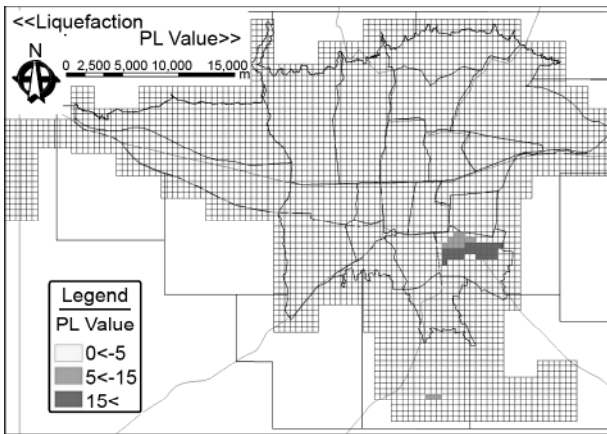 <<Liquefaction
PL Value>>
N
0 2,500 5,000 10,000 15,000
m
Legend
PL Value
0<-5
5<-15
15<